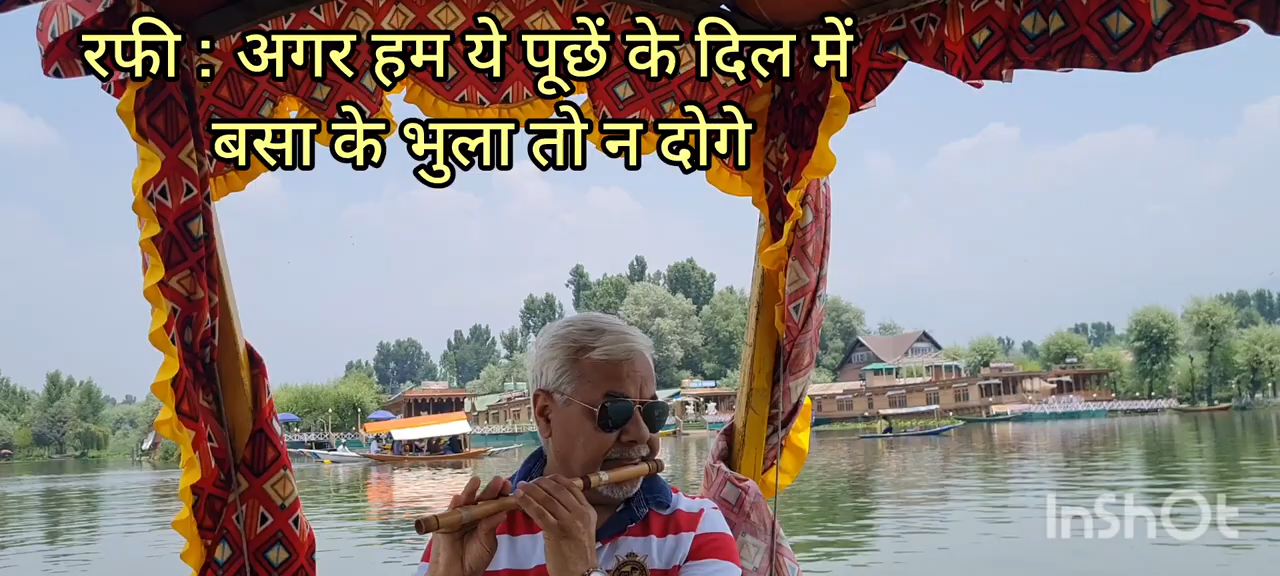 रफी : अगर हम ये पूछें के दिल में
बसा के भुला तो न दोगे
InShOt